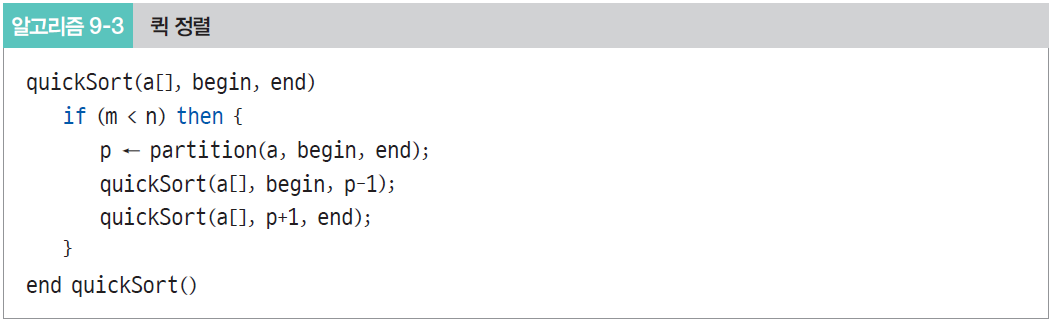 알고리즘 9-3 퀵 정렬
quickSort(a[], begin, end)
if (m < n) then {
p ← partition(a, begin, end);
quickSort(a[], begin, p-1);
quickSort(a[], p+1, end);
}
end quickSort()